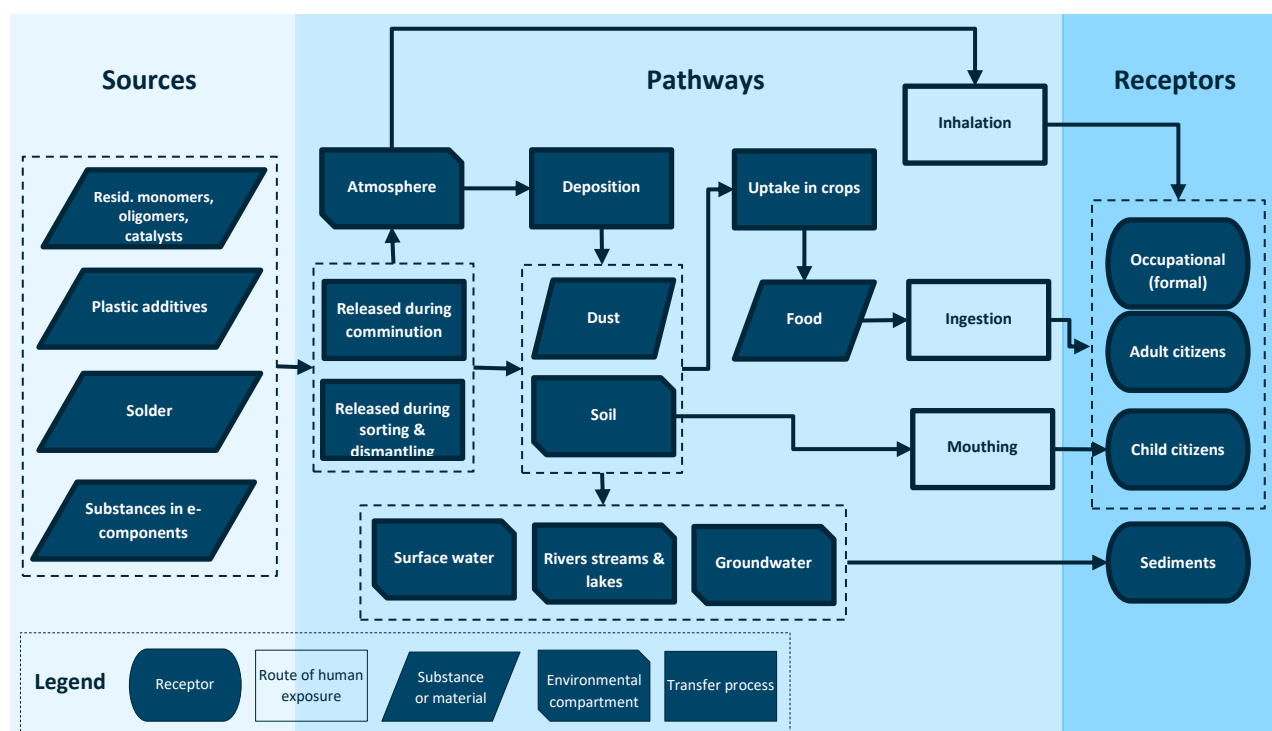 Sources
Pathways
Receptors
Resid. monomers,
oligomers,
catalysts
Plastic additives
Solder
Substances in e-
components
Atmosphere
Deposition
Uptake in crops
Inhalation
Released during
comminution
Released during
sorting &
dismantling
Dust
Soil
Food
Ingestion
Mouthing
Occupational
(formal)
Adult citizens
Child citizens
Surface water
Rivers streams &
lakes
Groundwater
Sediments
Legend
Receptor
Route of human
exposure
Substance
or material
Environmental
compartment
Transfer process